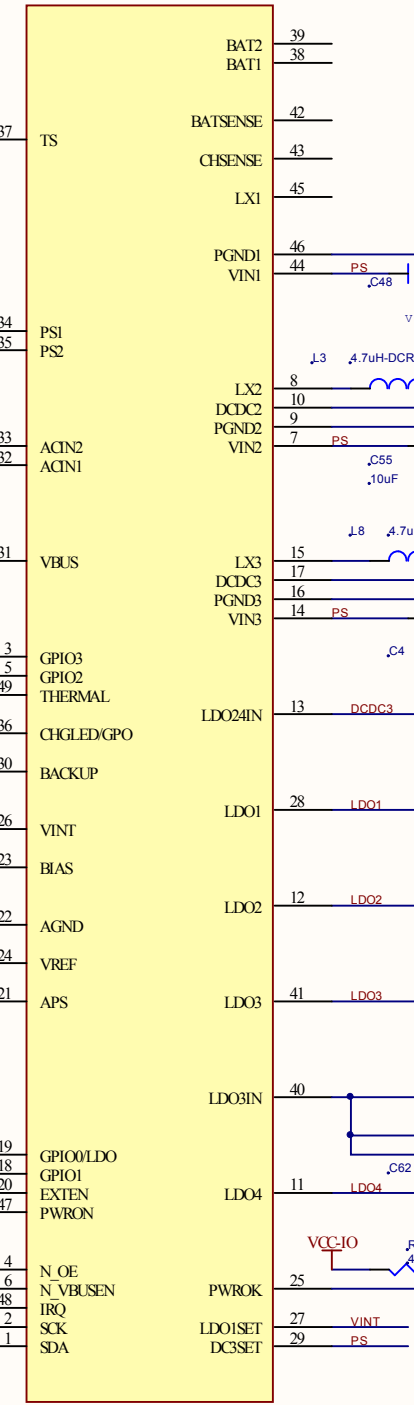 39
BAT2
38
BAT1
42
BATSENSE
37
TS
43
CHSENSE
45
LX1
46
PGND1
44
VIN1
PS
C48
V
34
PS1
35
PS2
L3
4.7uH-DCR
8
LX2
10
DCDC2
9
PGND2
7
VIN2
PS
33
ACIN2
32
ACIN1
C55
10uF
L8
4.7u
31
VBUS
15
LX3
17
DCDC3
16
PGND3
14
VIN3
PS
3
GPIO3
C4
5
GPIO2
49
THERMAL
13
LDO24IN
DCDC3
36
CHGLED/GPO
30
BACKUP
28
LDO1
LDO1
26
VINT
23
BIAS
12
LDO2
LDO2
22
AGND
24
VREF
21
APS
41
LDO3
LDO3
40
LDO3IN
19
GPIO0/LDO
18
GPIO1
C62
20
EXTEN
11
LDO4
LDO4
47
PWRON
VCC-IO
R
4
4
N_OE
6
N_VBUSEN
25
PWROK
48
IRQ
2
SCK
27
LDO1SET
VINT
1
SDA
29
DC3SET
PS